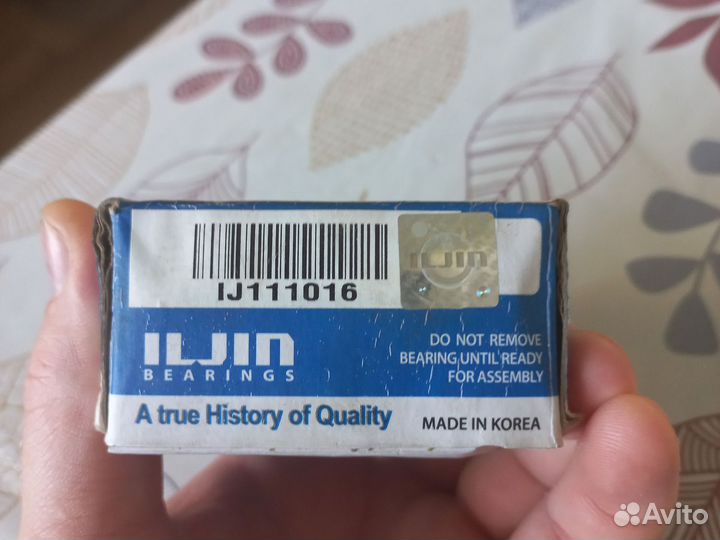 ILJIN
IJ111016
ILJIN
BEARINGS
DO NOT REMOVE
BEARING UNTIL READY
FOR ASSEMBLY
A true History of Quality
MADE IN KOREA
Avito